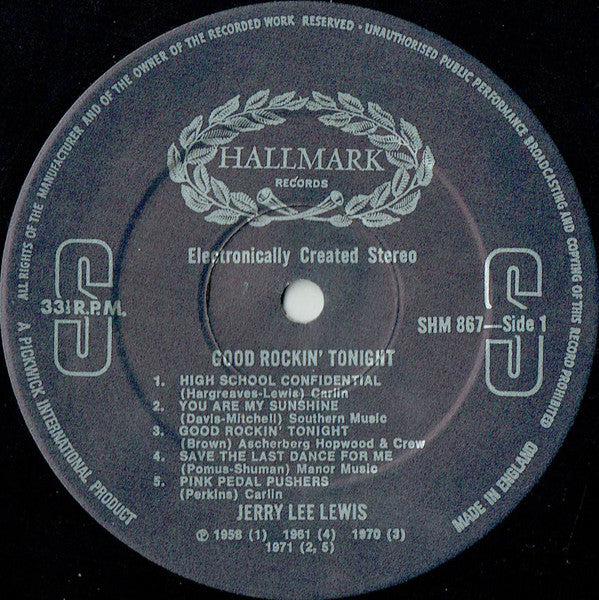 ALL RIGHTS OF THE MANUFACTURER AND OF THE OWNER OF THE RECORDED WORK RESERVED - UNAUTHORISED PUBLIC PERFORMANCE BROADCASTING AND COPYING OF THIS RECORD PROHIBITED
HALLMARK
RECORDS
Electronically Created Stereo
S
S
33⅓ R.P.M.
SHM 867—Side 1
GOOD ROCKIN' TONIGHT
1. HIGH SCHOOL CONFIDENTIAL
(Hargreaves-Lewis) Carlin
2. YOU ARE MY SUNSHINE
(Davis-Mitchell) Southern Music
3. GOOD ROCKIN' TONIGHT
(Brown) Ascherberg Hopwood & Crew
4. SAVE THE LAST DANCE FOR ME
(Pomus-Shuman) Manor Music
5. PINK PEDAL PUSHERS
(Perkins) Carlin
JERRY LEE LEWIS
℗ 1958 (1) 1961 (4) 1970 (3)
1971 (2, 5)
A PICKWICK INTERNATIONAL PRODUCT
MADE IN ENGLAND